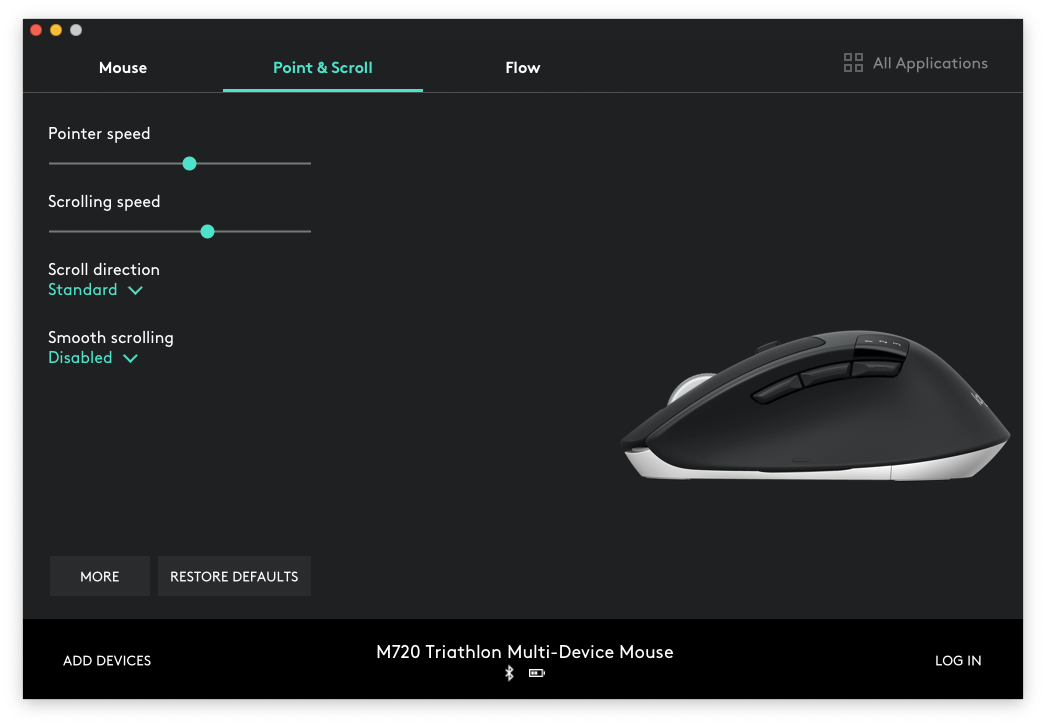 Mouse
Point & Scroll
Flow
All Applications
Pointer speed
Scrolling speed
Scroll direction
Standard
Smooth scrolling
Disabled
MORE
RESTORE DEFAULTS
ADD DEVICES
M720 Triathlon Multi-Device Mouse
LOG IN